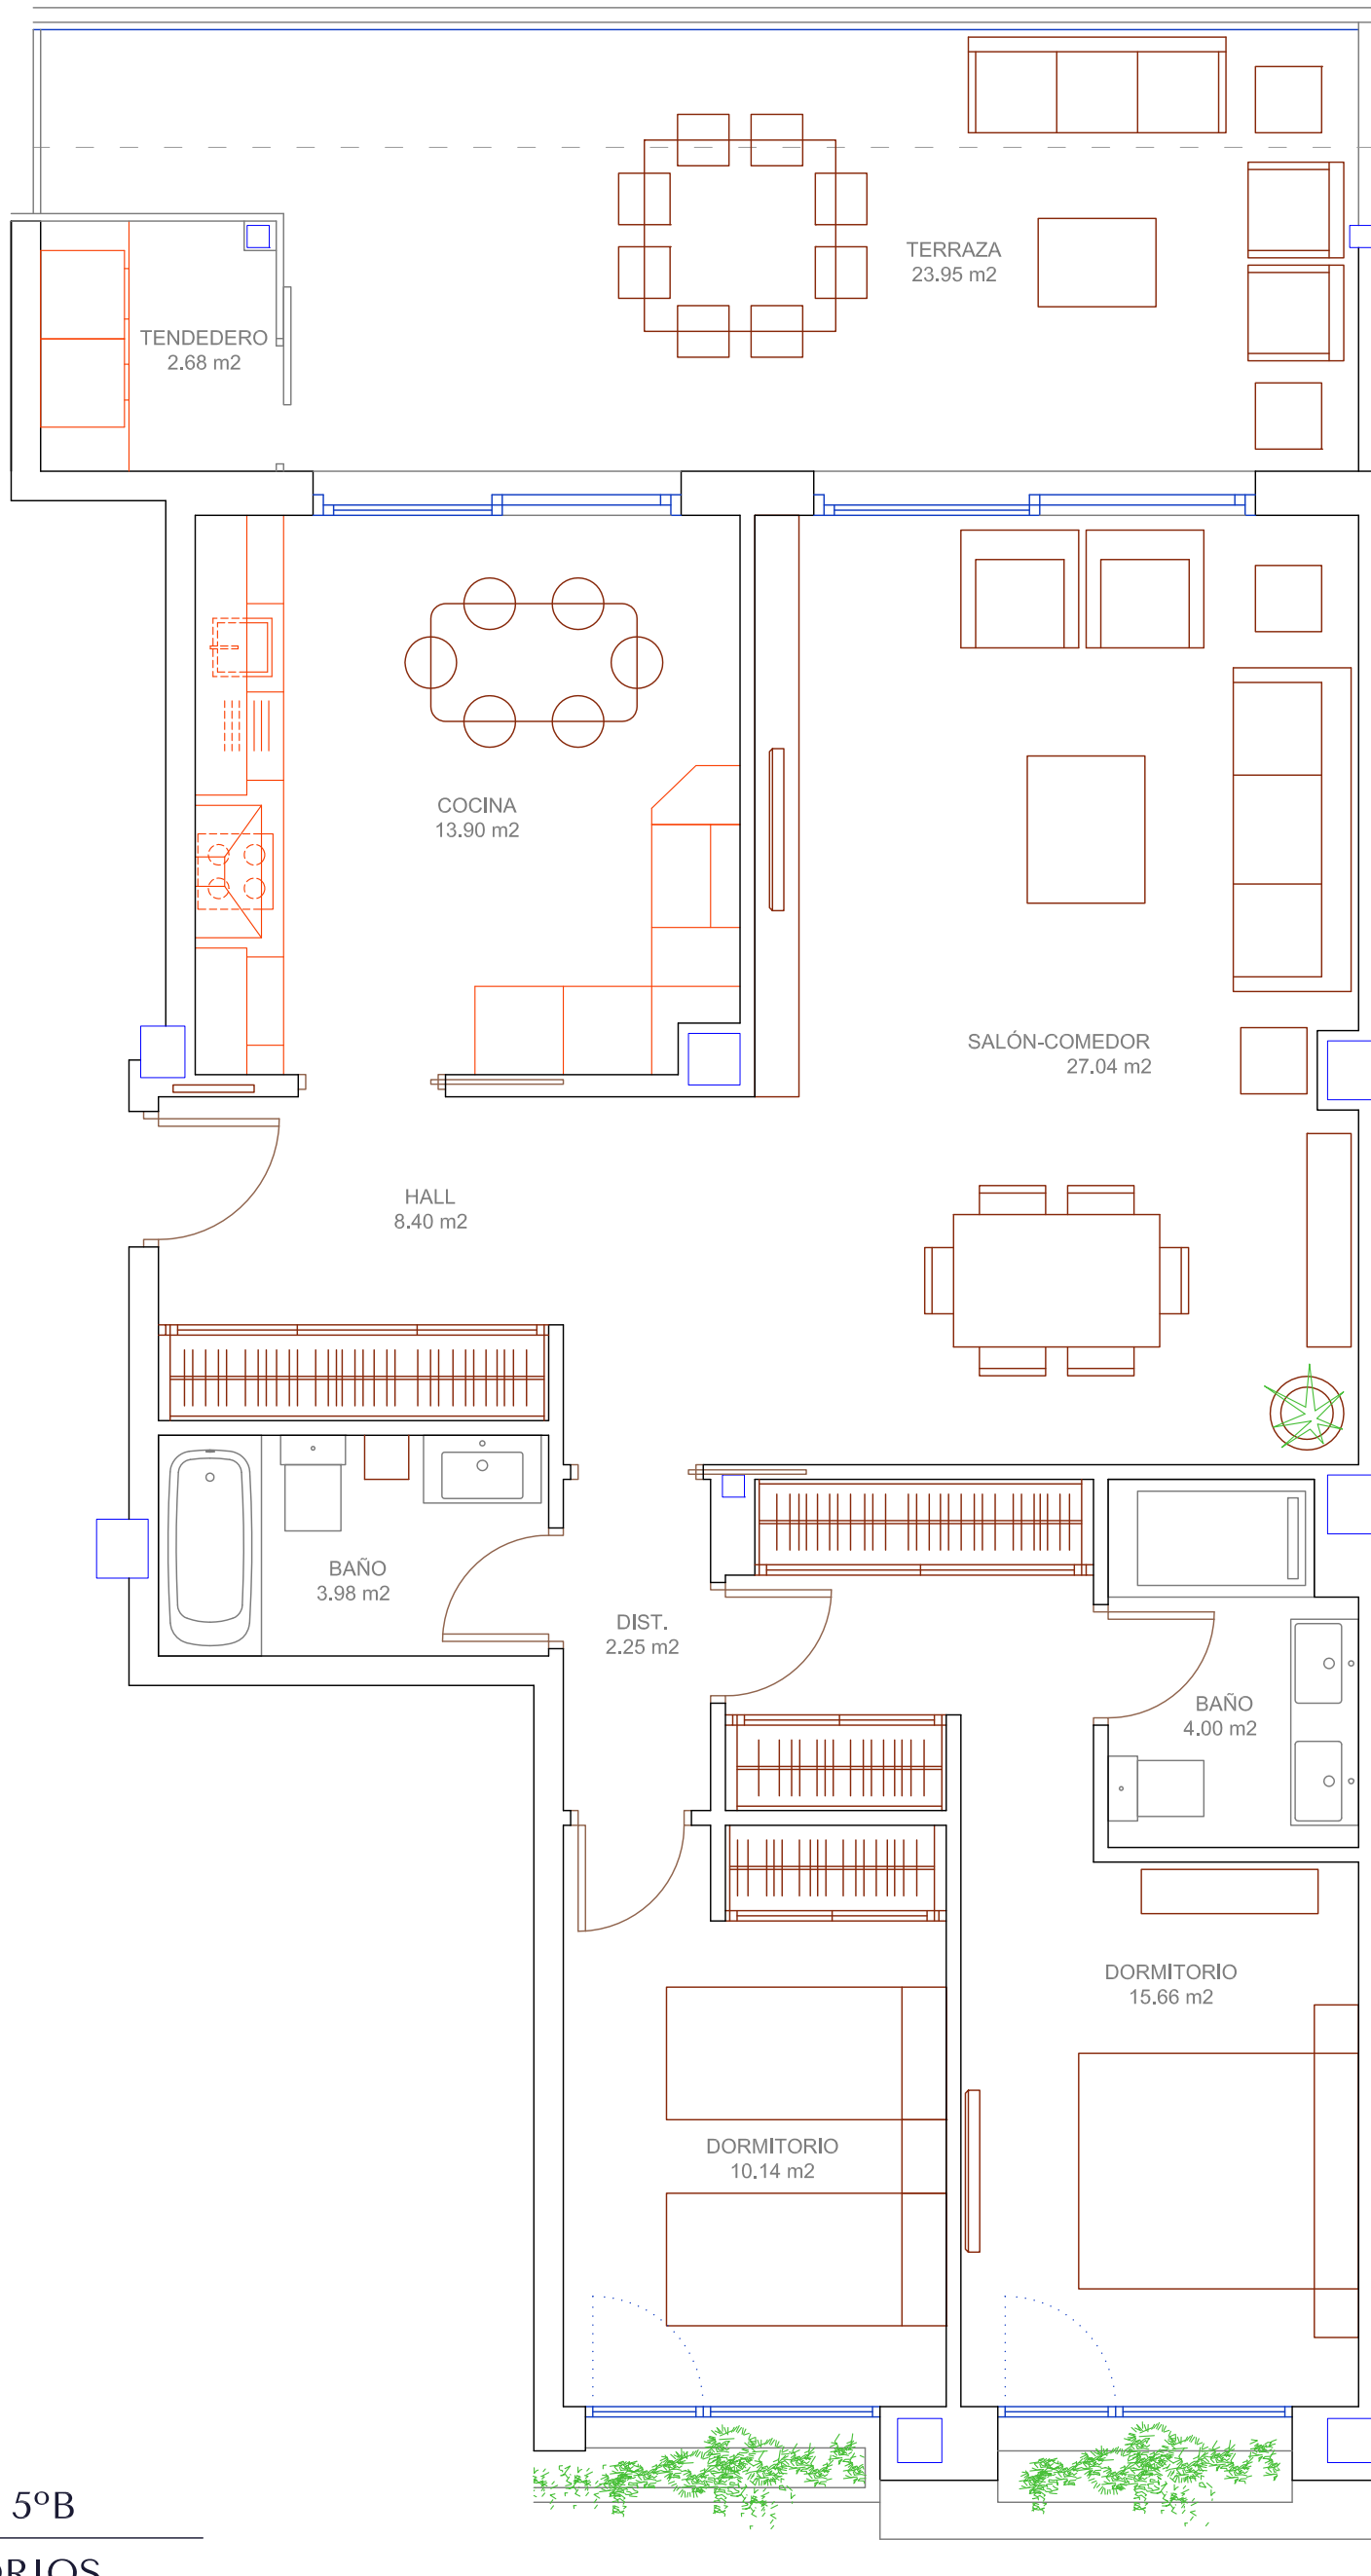 TERRAZA
23.95 m2
TENDEDERO
2.68 m2
COCINA
13.90 m2
SALÓN-COMEDOR
27.04 m2
HALL
8.40 m2
BAÑO
3.98 m2
DIST.
2.25 m2
BAÑO
4.00 m2
DORMITORIO
15.66 m2
DORMITORIO
10.14 m2
5ºB